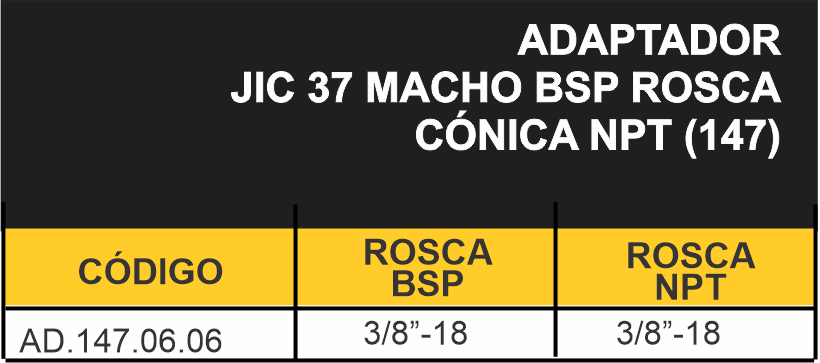 ADAPTADOR
JIC 37 MACHO BSP ROSCA
CÓNICA NPT (147)
CÓDIGO
ROSCA
BSP
ROSCA
NPT
AD.147.06.06
3/8”-18
3/8”-18